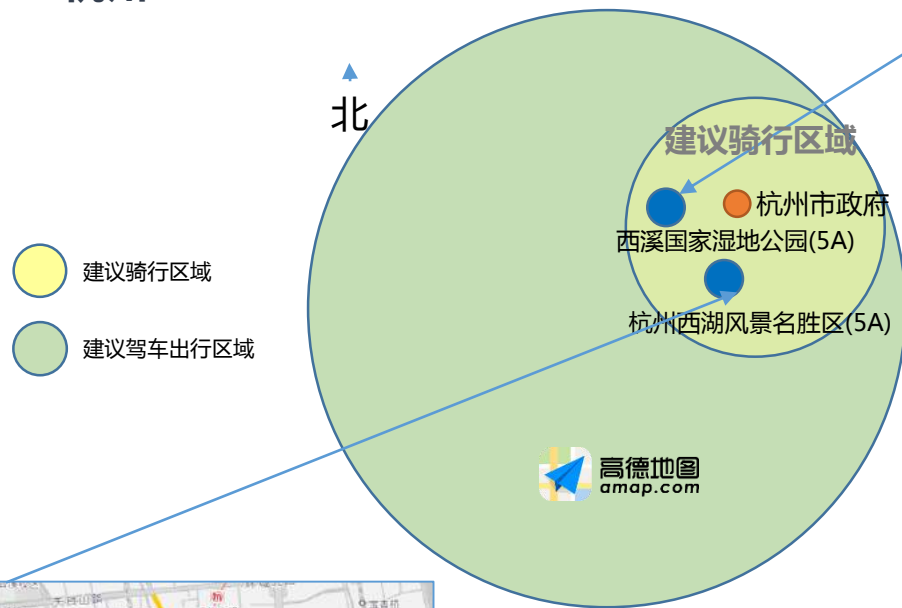 北
建议骑行区域
杭州市政府
西溪国家湿地公园(5A)
建议骑行区域
杭州西湖风景名胜区(5A)
建议驾车出行区域
高德地图
amap.com